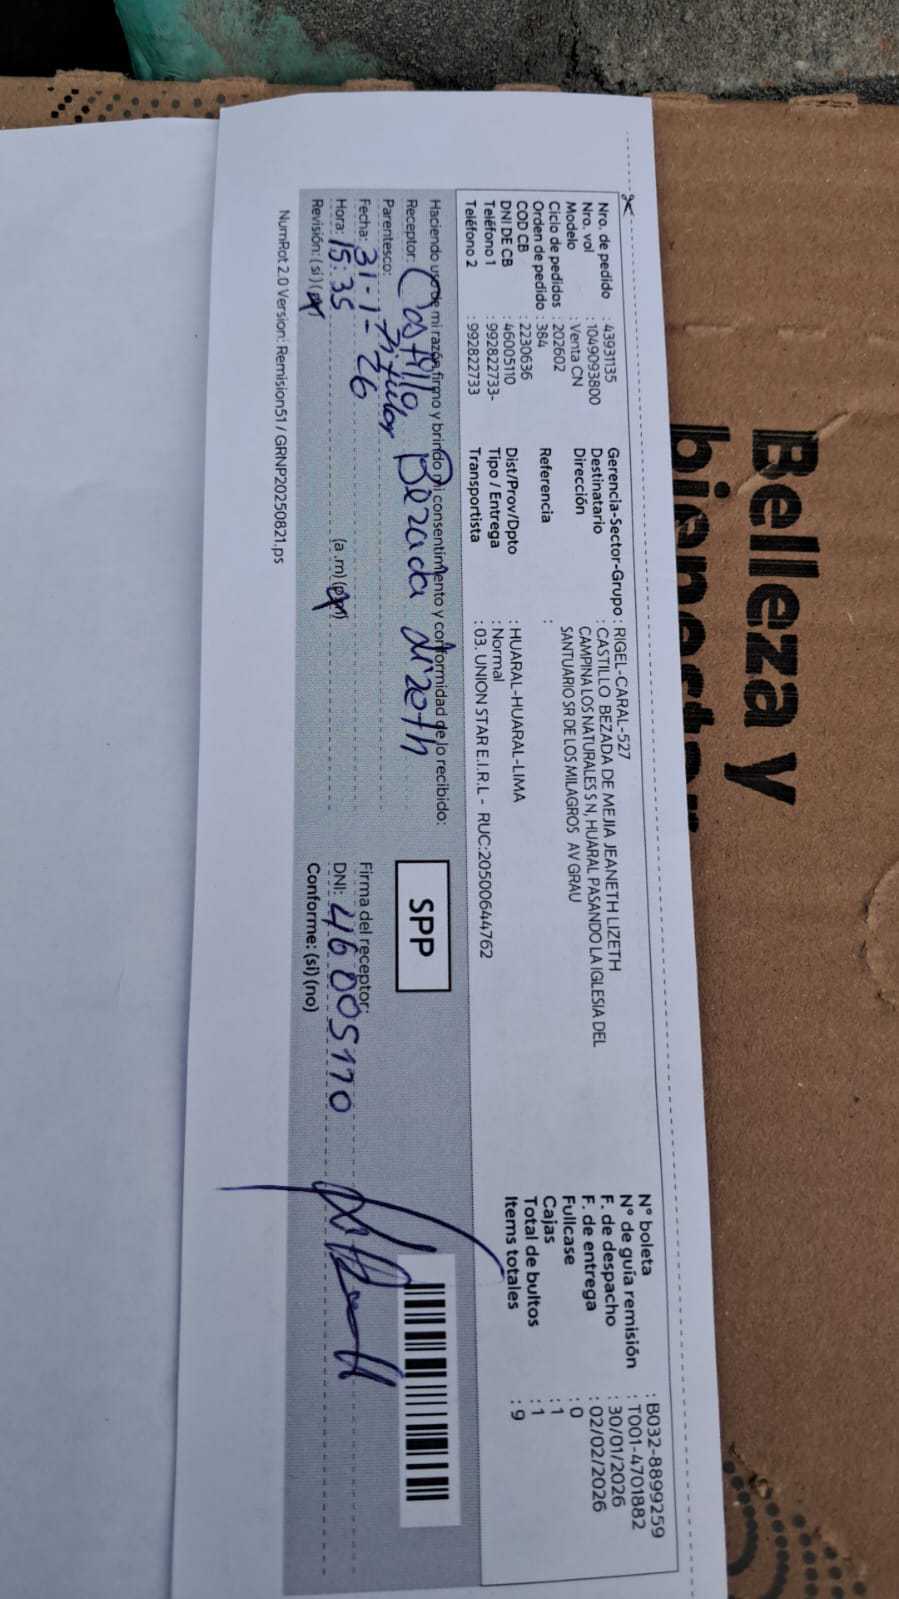 Belleza y
bienestar
Nro. de pedido : 43931135
Nro. vol : 1049093800
Modelo : Venta CN
Ciclo de pedidos : 202602
Orden de pedido : 384
COD CB : 2230636
DNI DE CB : 46005110
Teléfono 1 : 992822733-
Teléfono 2 : 992822733
Gerencia-Sector-Grupo : RIGEL-CARAL-527
Destinatario : CASTILLO BEZADA DE MEJIA JEANETH LIZETH
Dirección : CAMPINA LOS NATURALES S N, HUARAL PASANDO LA IGLESIA DEL
SANTUARIO SR DE LOS MILAGROS AV GRAU
Referencia :
Dist/Prov/Dpto : HUARAL-HUARAL-LIMA
Tipo / Entrega : Normal
Transportista : 03. UNION STAR E.I.R.L - RUC:20500644762
N° boleta : B032-8899259
N° de guía remisión : T001-4701882
F. de despacho : 30/01/2026
F. de entrega : 02/02/2026
Fullcase : 0
Cajas : 1
Total de bultos : 1
Items totales : 9
Haciendo uso de mi razón firmo y brindo mi consentimiento y conformidad de lo recibido:
Receptor: Castillo Bezada Lizeth
Parentesco: Titular
Fecha: 31-1-26
Hora: 15:35 (a.m) (p.m)
Revisión: (si) (no)
SPP
Firma del receptor:
DNI: 46005110
Conforme: (si) (no)
NumRot 2.0 Version: Remision51 / GRNP20250821.ps